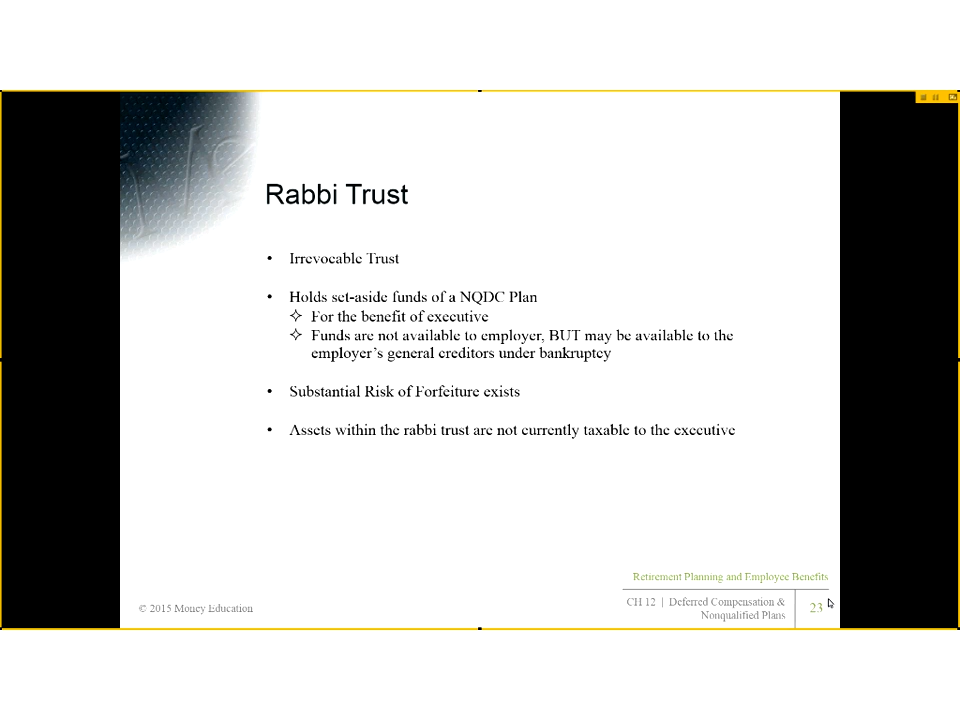 Rabbi Trust
• Irrevocable Trust
• Holds set-aside funds of a NQDC Plan
✧ For the benefit of executive
✧ Funds are not available to employer, BUT may be available to the
employer's general creditors under bankruptcy
• Substantial Risk of Forfeiture exists
• Assets within the rabbi trust are not currently taxable to the executive
Retirement Planning and Employee Benefits
© 2015 Money Education
CH 12 | Deferred Compensation &
Nonqualified Plans
23